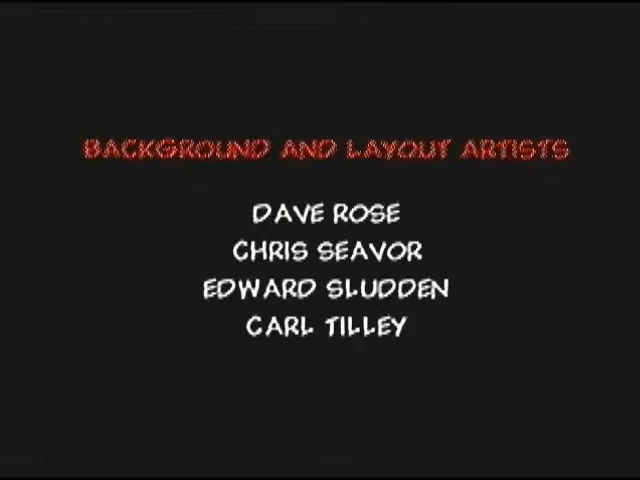 BACKGROUND AND LAYOUT ARTISTS
DAVE ROSE
CHRIS SEAVOR
EDWARD SLUDDEN
CARL TILLEY